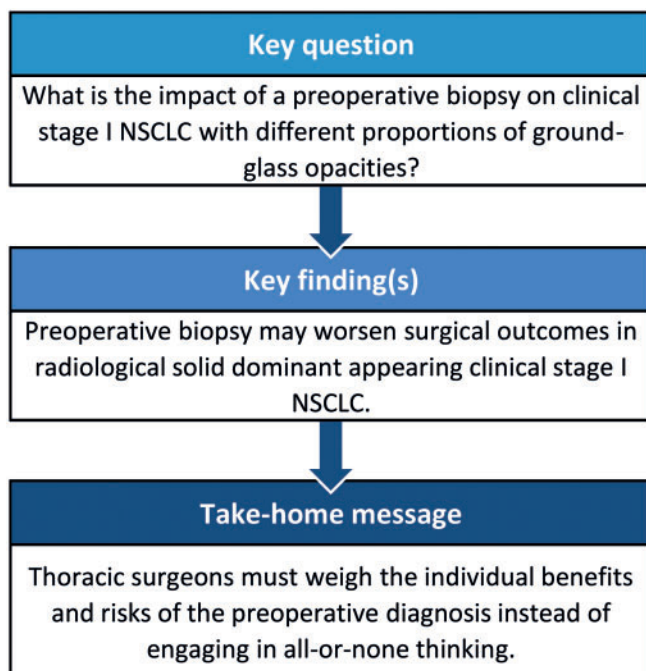 Key question
What is the impact of a preoperative biopsy on clinical
stage I NSCLC with different proportions of ground-
glass opacities?
Key finding(s)
Preoperative biopsy may worsen surgical outcomes in
radiological solid dominant appearing clinical stage I
NSCLC.
Take-home message
Thoracic surgeons must weigh the individual benefits
and risks of the preoperative diagnosis instead of
engaging in all-or-none thinking.